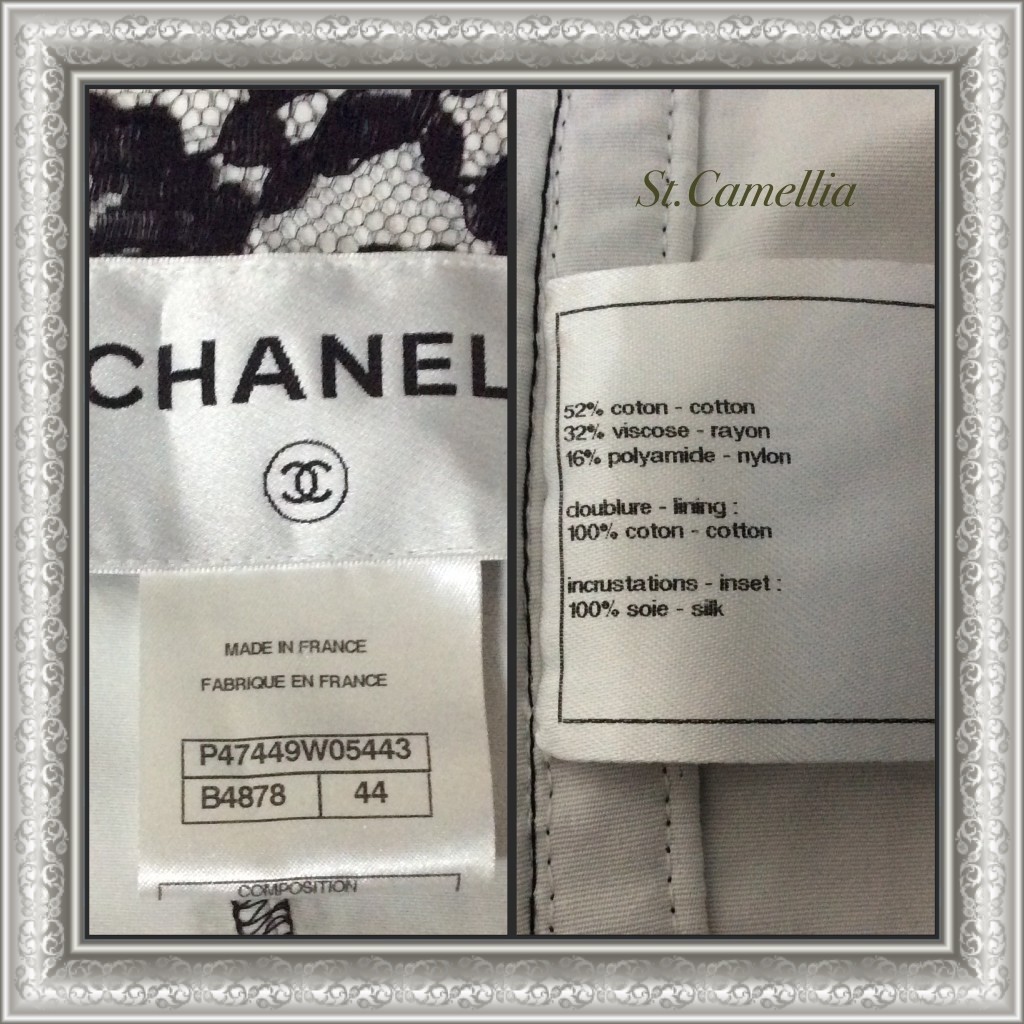 CHANEL
MADE IN FRANCE
FABRIQUE EN FRANCE
P47449W05443
B4878 44
COMPOSITION
St.Camellia
52% coton - cotton
32% viscose - rayon
16% polyamide - nylon
doublure - lining :
100% coton - cotton
incrustations - inset :
100% soie - silk